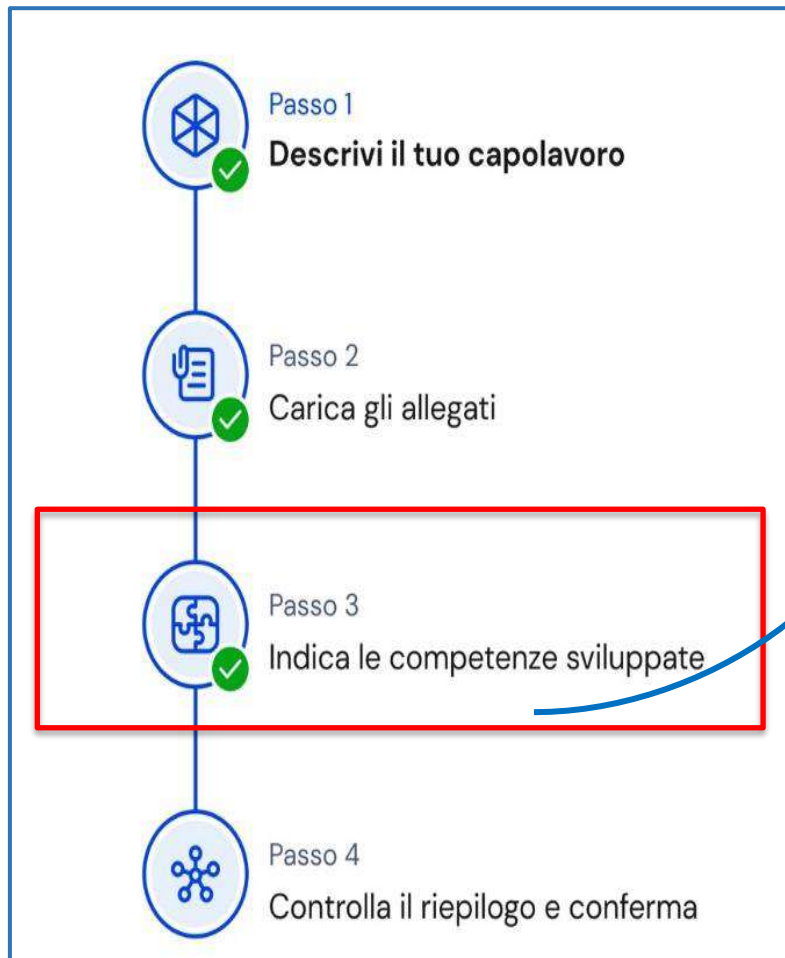 Passo 1
Descrivi il tuo capolavoro
Passo 2
Carica gli allegati
Passo 3
Indica le competenze sviluppate
Passo 4
Controlla il riepilogo e conferma